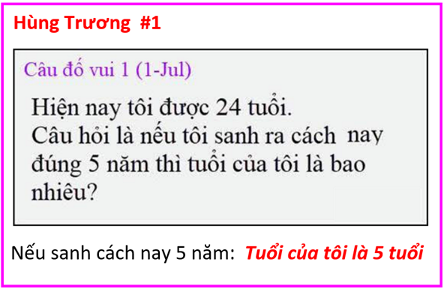 Hùng Trương #1
Câu đố vui 1 (1-Jul)
Hiện nay tôi được 24 tuổi.
Câu hỏi là nếu tôi sanh ra cách nay
đúng 5 năm thì tuổi của tôi là bao
nhiêu?
Nếu sanh cách nay 5 năm: Tuổi của tôi là 5 tuổi